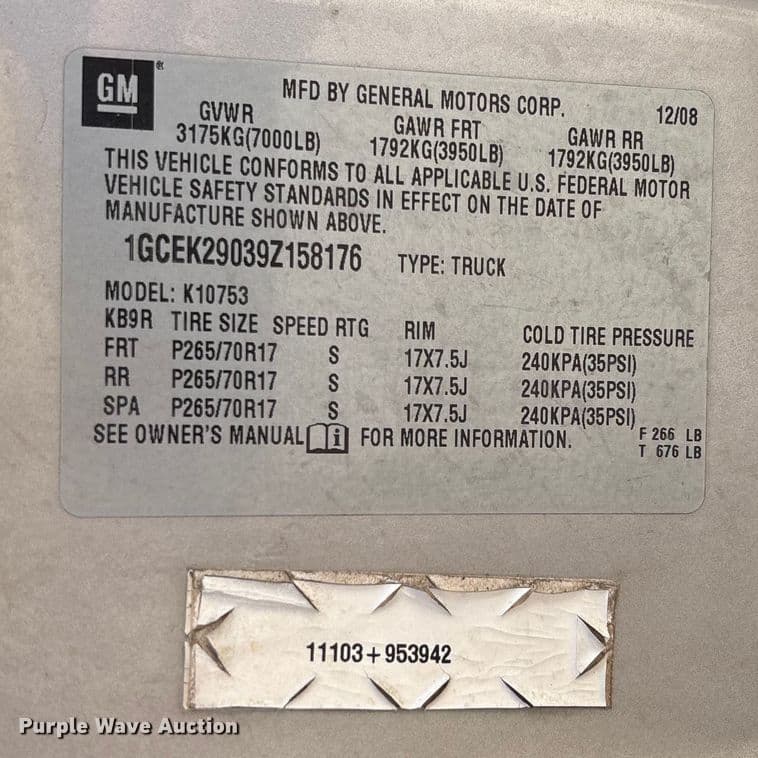 GM ®
MFD BY GENERAL MOTORS CORP. 12/08
GVWR GAWR FRT GAWR RR
3175KG(7000LB) 1792KG(3950LB) 1792KG(3950LB)
THIS VEHICLE CONFORMS TO ALL APPLICABLE U.S. FEDERAL MOTOR
VEHICLE SAFETY STANDARDS IN EFFECT ON THE DATE OF
MANUFACTURE SHOWN ABOVE.
1GCEK29039Z158176 TYPE: TRUCK
MODEL: K10753
KB9R TIRE SIZE SPEED RTG RIM COLD TIRE PRESSURE
FRT P265/70R17 S 17X7.5J 240KPA(35PSI)
RR P265/70R17 S 17X7.5J 240KPA(35PSI)
SPA P265/70R17 S 17X7.5J 240KPA(35PSI)
SEE OWNER'S MANUAL i FOR MORE INFORMATION.
F 266 LB
T 676 LB
11103+953942
Purple Wave Auction